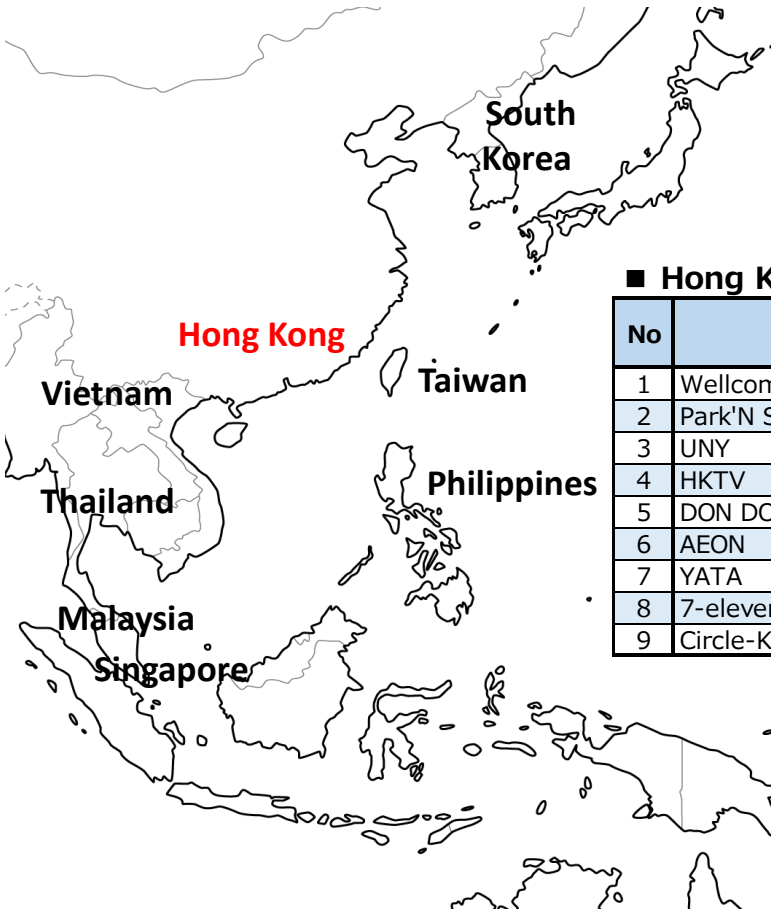 South
Korea
Hong Kong
Taiwan
Vietnam
Philippines
Thailand
Malaysia
Singapore
■ Hong K
No
1 Wellcom
2 Park'N S
3 UNY
4 HKTV
5 DON DO
6 AEON
7 YATA
8 7-eleven
9 Circle-K